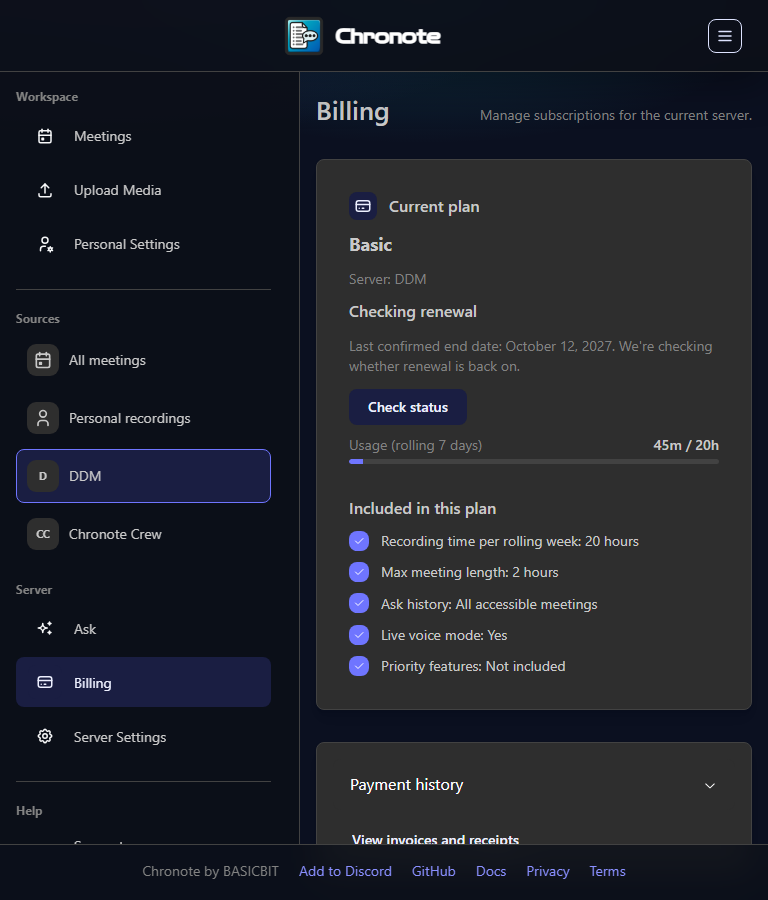 Chronote
Workspace
Meetings
Upload Media
Personal Settings
Sources
All meetings
Personal recordings
D DDM
CC Chronote Crew
Server
Ask
Billing
Server Settings
Help
Billing
Manage subscriptions for the current server.
Current plan
Basic
Server: DDM
Checking renewal
Last confirmed end date: October 12, 2027. We're checking
whether renewal is back on.
Check status
Usage (rolling 7 days) 45m / 20h
Included in this plan
Recording time per rolling week: 20 hours
Max meeting length: 2 hours
Ask history: All accessible meetings
Live voice mode: Yes
Priority features: Not included
Payment history
View invoices and receipts
Chronote by BASICBIT Add to Discord GitHub Docs Privacy Terms